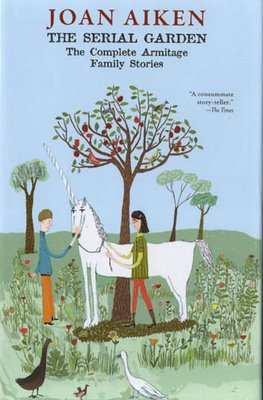 JOAN AIKEN
THE SERIAL GARDEN
The Complete Armitage
Family Stories
"A consummate
story-teller."
—The Times